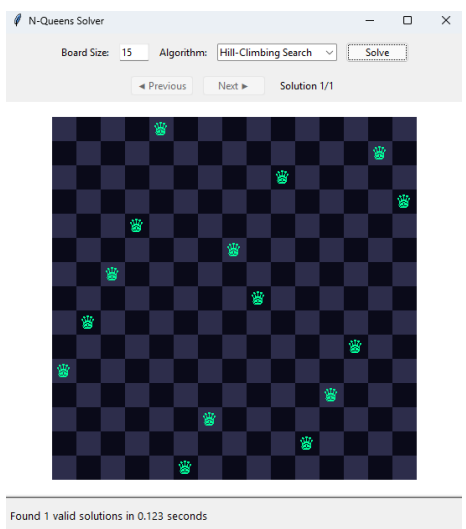 N-Queens Solver
Board Size: 15 Algorithm: Hill-Climbing Search Solve
◄ Previous Next ► Solution 1/1
Found 1 valid solutions in 0.123 seconds